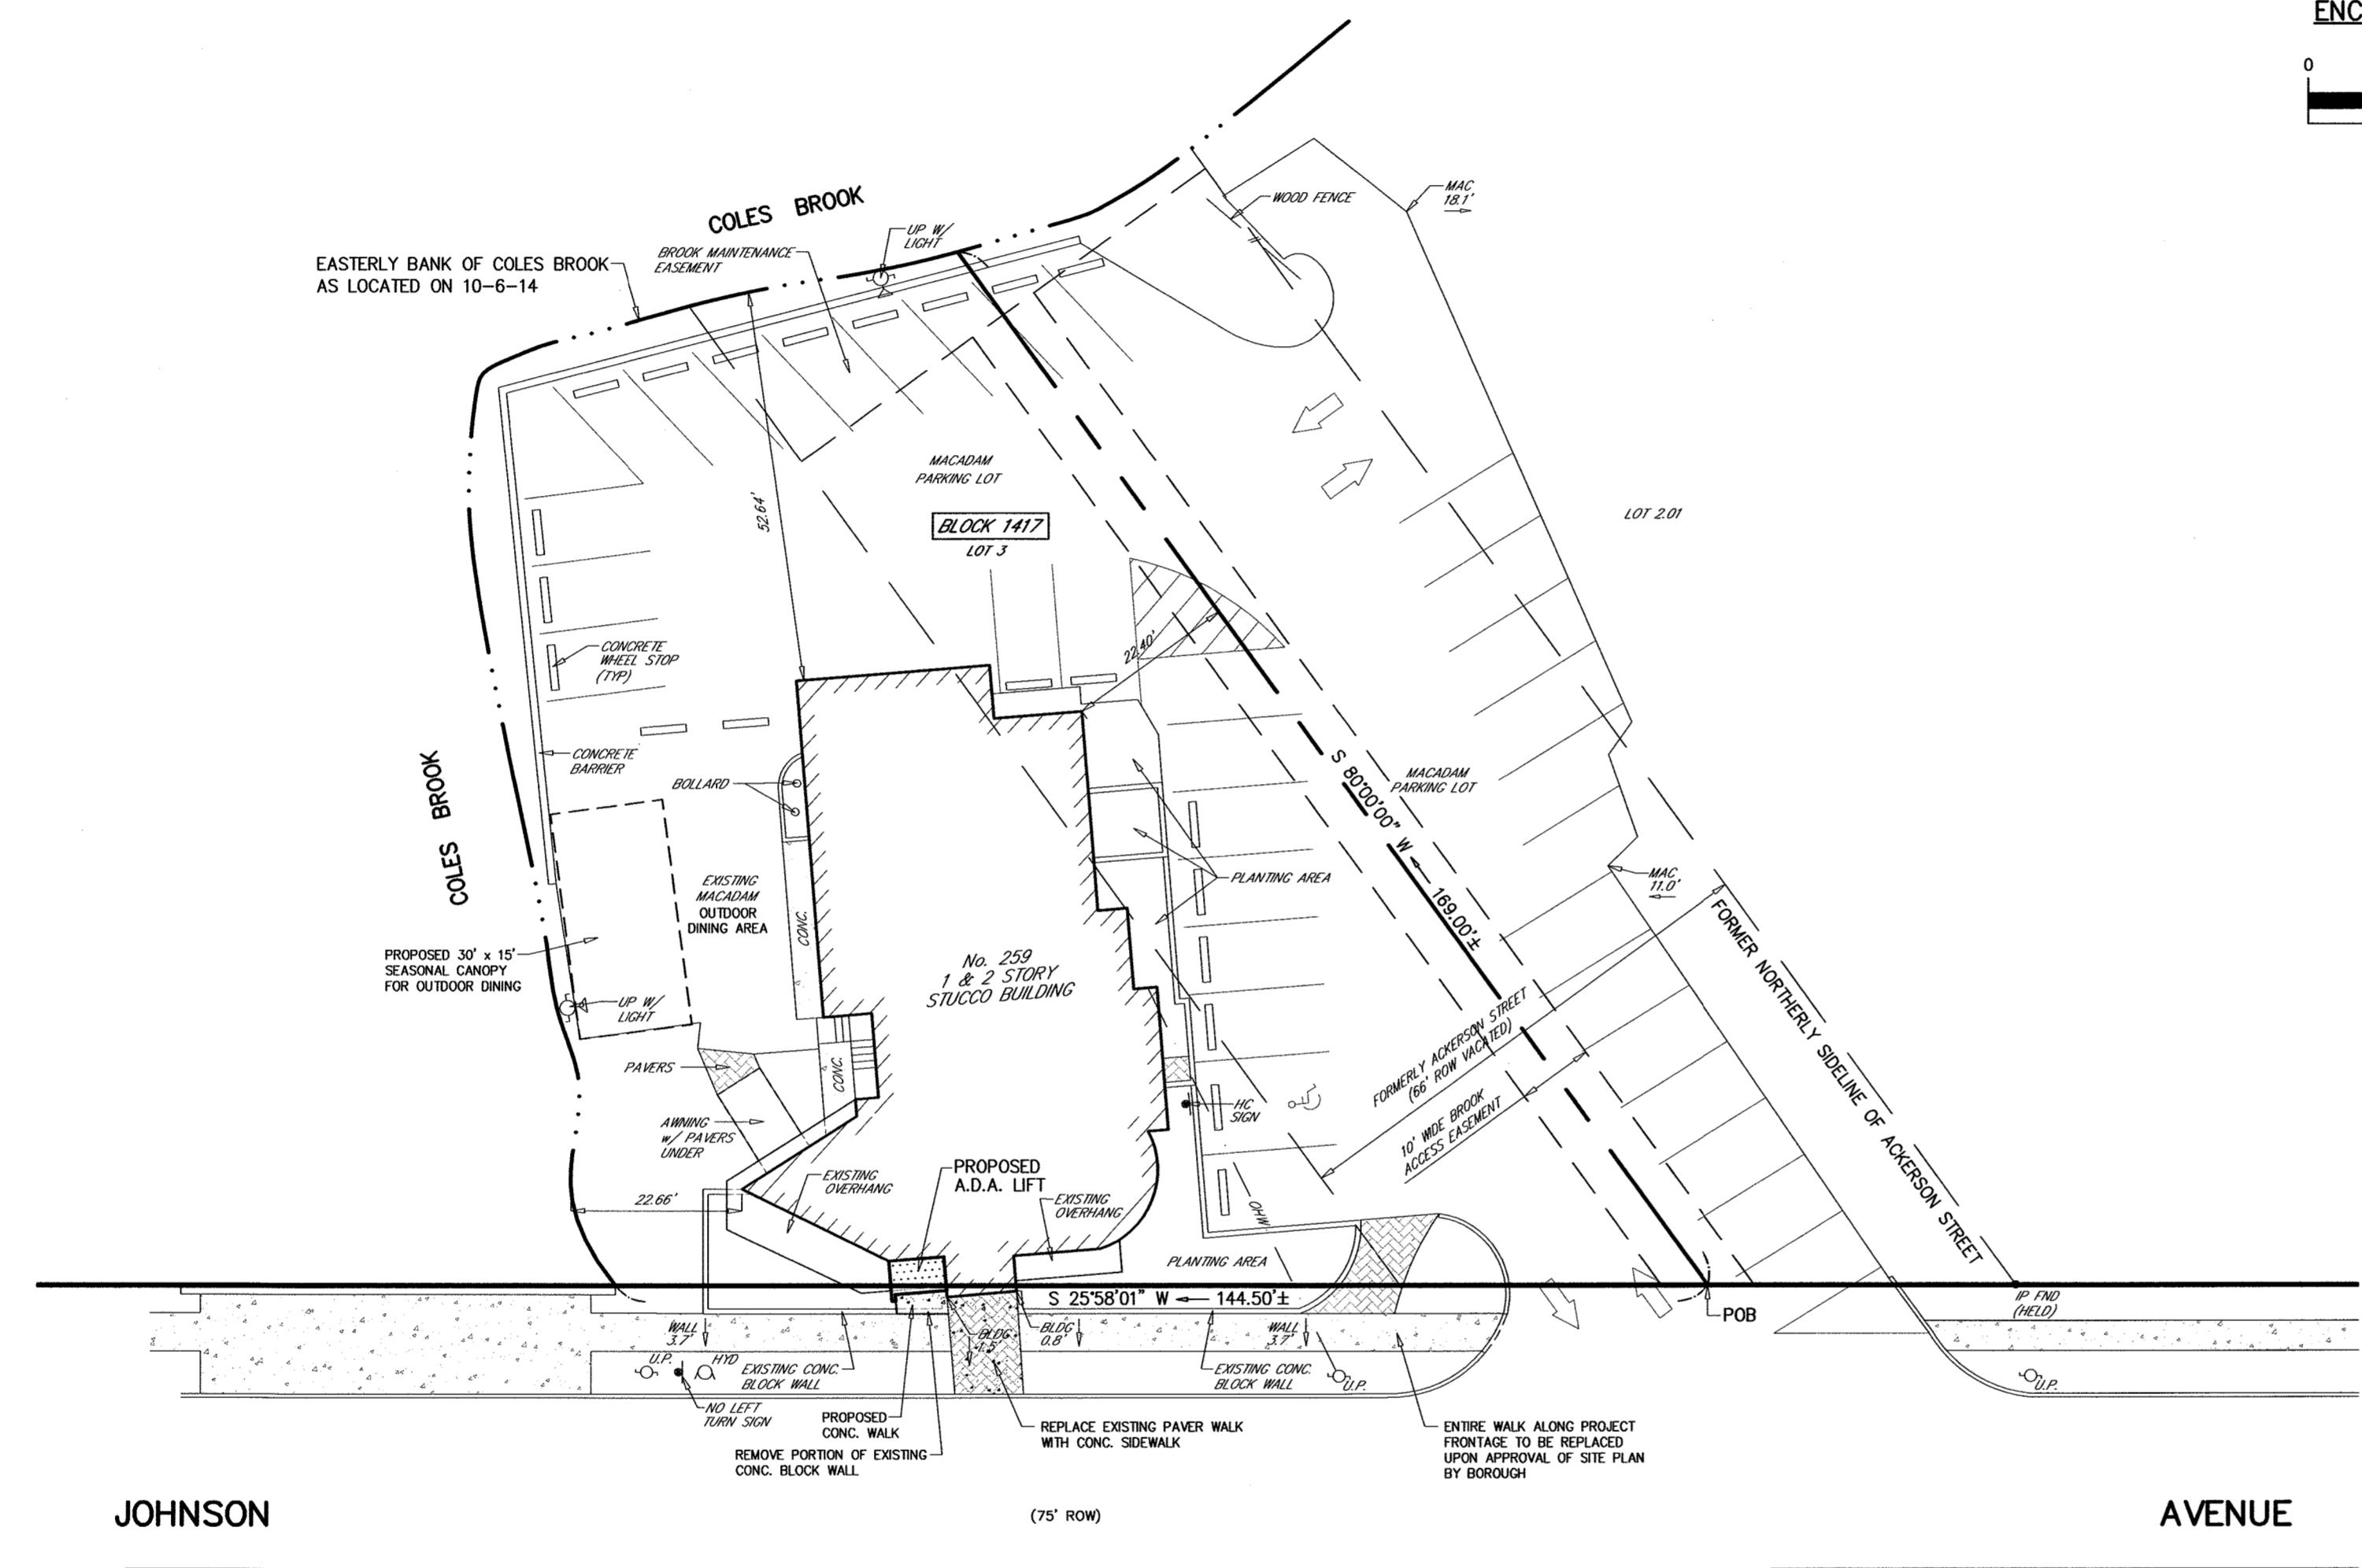 ENC
0
COLES BROOK
EASTERLY BANK OF COLES BROOK
AS LOCATED ON 10-6-14
BROOK MAINTENANCE
EASEMENT
UP W/
LIGHT
WOOD FENCE
MAC
18.1'
52.64'
MACADAM
PARKING LOT
BLOCK 1417
LOT 3
LOT 2.01
22.40'
CONCRETE
WHEEL STOP
(TYP)
CONCRETE
BARRIER
COLES BROOK
BOLLARD
S 80°00'00" W 169.00'±
MACADAM
PARKING LOT
PLANTING AREA
MAC
11.0'
EXISTING
MACADAM
OUTDOOR
DINING AREA
CONC.
PROPOSED 30' x 15'
SEASONAL CANOPY
FOR OUTDOOR DINING
UP W/
LIGHT
No. 259
1 & 2 STORY
STUCCO BUILDING
FORMER NORTHERLY SIDELINE OF ACKERSON STREET
FORMERLY ACKERSON STREET
(66' ROW VACATED)
10' WIDE BROOK
ACCESS EASEMENT
PAVERS
CONC.
HC
SIGN
AWNING
w/ PAVERS
UNDER
EXISTING
OVERHANG
PROPOSED
A.D.A. LIFT
EXISTING
OVERHANG
22.66'
OHW
PLANTING AREA
S 25°58'01" W 144.50'±
POB
IP FND
(HELD)
WALL
3.7'
BLDG
1.5'
BLDG
0.8'
WALL
3.7'
U.P.
HYD
EXISTING CONC.
BLOCK WALL
EXISTING CONC.
BLOCK WALL
U.P.
U.P.
NO LEFT
TURN SIGN
PROPOSED
CONC. WALK
REMOVE PORTION OF EXISTING
CONC. BLOCK WALL
REPLACE EXISTING PAVER WALK
WITH CONC. SIDEWALK
ENTIRE WALK ALONG PROJECT
FRONTAGE TO BE REPLACED
UPON APPROVAL OF SITE PLAN
BY BOROUGH
JOHNSON
(75' ROW)
AVENUE